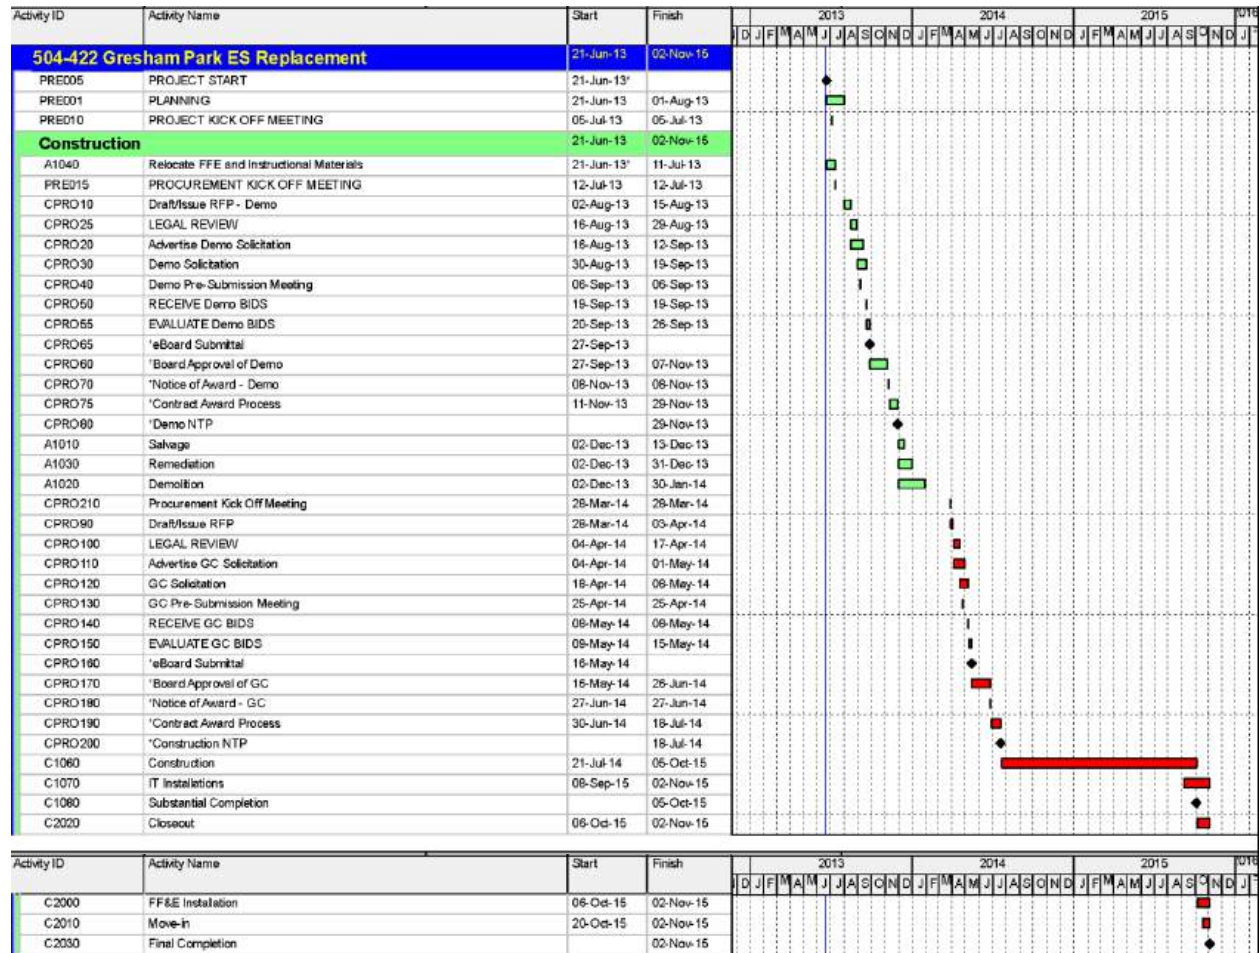 Activity ID Activity Name Start Finish 2013 2014 2015 2016
D J F M A M J J A S O N D J F M A M J J A S O N D J F M A M J J A S O N D J
504-422 Gresham Park ES Replacement 21-Jun-13 02-Nov-15
PRE005 PROJECT START 21-Jun-13*
PRE001 PLANNING 21-Jun-13 01-Aug-13
PRE010 PROJECT KICK OFF MEETING 05-Jul-13 05-Jul-13
Construction 21-Jun-13 02-Nov-15
A1040 Relocate FFE and Instructional Materials 21-Jun-13* 11-Jul-13
PRE015 PROCUREMENT KICK OFF MEETING 12-Jul-13 12-Jul-13
CPRO10 Draft/Issue RFP - Demo 02-Aug-13 15-Aug-13
CPRO25 LEGAL REVIEW 16-Aug-13 29-Aug-13
CPRO20 Advertise Demo Solicitation 16-Aug-13 12-Sep-13
CPRO30 Demo Solicitation 30-Aug-13 19-Sep-13
CPRO40 Demo Pre-Submission Meeting 06-Sep-13 06-Sep-13
CPRO50 RECEIVE Demo BIDS 19-Sep-13 19-Sep-13
CPRO55 EVALUATE Demo BIDS 20-Sep-13 26-Sep-13
CPRO65 *eBoard Submittal 27-Sep-13
CPRO60 *Board Approval of Demo 27-Sep-13 07-Nov-13
CPRO70 *Notice of Award - Demo 08-Nov-13 08-Nov-13
CPRO75 *Contract Award Process 11-Nov-13 29-Nov-13
CPRO80 *Demo NTP 29-Nov-13
A1010 Salvage 02-Dec-13 13-Dec-13
A1030 Remediation 02-Dec-13 31-Dec-13
A1020 Demolition 02-Dec-13 30-Jan-14
CPRO210 Procurement Kick Off Meeting 28-Mar-14 28-Mar-14
CPRO90 Draft/Issue RFP 28-Mar-14 03-Apr-14
CPRO100 LEGAL REVIEW 04-Apr-14 17-Apr-14
CPRO110 Advertise GC Solicitation 04-Apr-14 01-May-14
CPRO120 GC Solicitation 18-Apr-14 08-May-14
CPRO130 GC Pre-Submission Meeting 25-Apr-14 25-Apr-14
CPRO140 RECEIVE GC BIDS 08-May-14 08-May-14
CPRO150 EVALUATE GC BIDS 09-May-14 15-May-14
CPRO160 *eBoard Submittal 16-May-14
CPRO170 *Board Approval of GC 16-May-14 26-Jun-14
CPRO180 *Notice of Award - GC 27-Jun-14 27-Jun-14
CPRO190 *Contract Award Process 30-Jun-14 18-Jul-14
CPRO200 *Construction NTP 18-Jul-14
C1060 Construction 21-Jul-14 05-Oct-15
C1070 IT Installations 08-Sep-15 02-Nov-15
C1080 Substantial Completion 05-Oct-15
C2020 Closeout 06-Oct-15 02-Nov-15
Activity ID Activity Name Start Finish 2013 2014 2015 2016
D J F M A M J J A S O N D J F M A M J J A S O N D J F M A M J J A S O N D J
C2000 FF&E Installation 06-Oct-15 02-Nov-15
C2010 Move-in 20-Oct-15 02-Nov-15
C2030 Final Completion 02-Nov-15